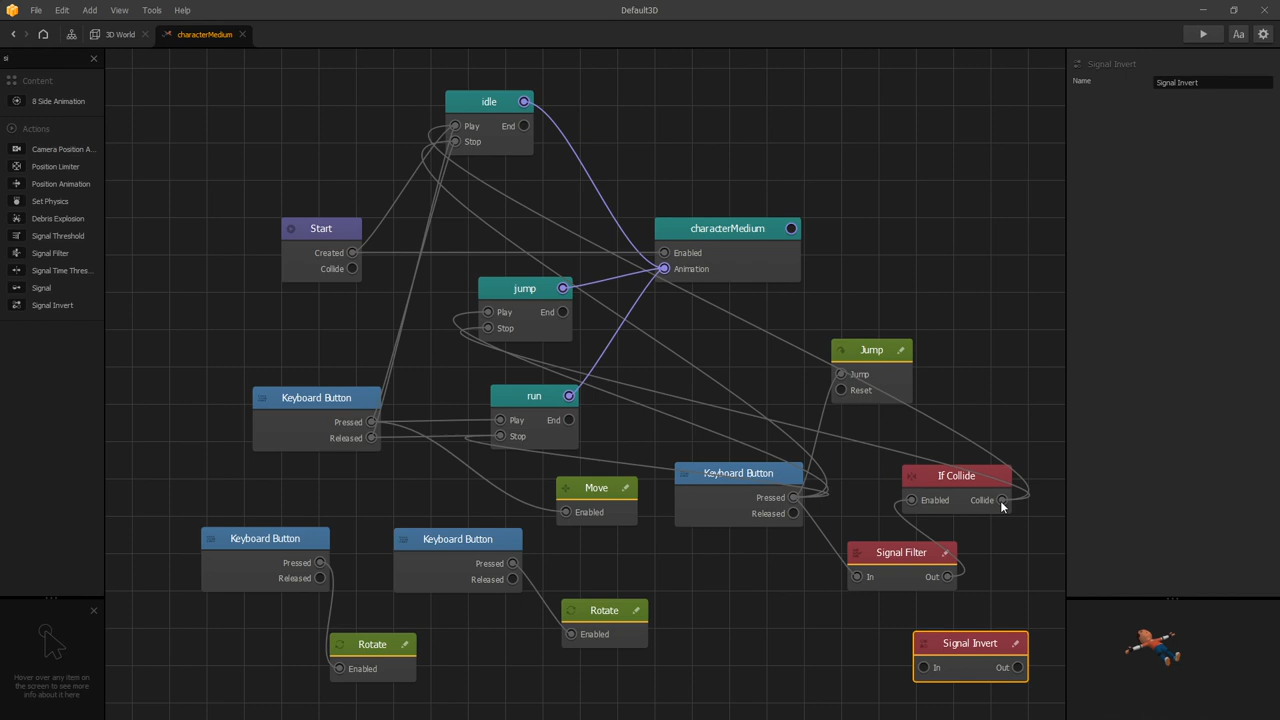 File Edit View Tools Help
Default3D
3D World
characterMedium
Aa
si
Content
8 Side Animation
Actions
Camera Position A...
Position Limiter
Position Animation
Set Physics
Debris Explosion
Signal Threshold
Signal Filter
Signal Time Thres...
Signal
Signal Invert
Hover over any item on
the screen to see more
info about it here
idle
Play End
Stop
Start
Created
Collide
characterMedium
Enabled
Animation
jump
Play End
Stop
Jump
Jump
Reset
Keyboard Button
Pressed
Released
run
Play End
Stop
Move
Enabled
Keyboard Button
Pressed
Released
If Collide
Enabled Collide
Keyboard Button
Pressed
Released
Keyboard Button
Pressed
Released
Signal Filter
In Out
Rotate
Enabled
Rotate
Enabled
Signal Invert
In Out
Signal Invert
Name Signal Invert